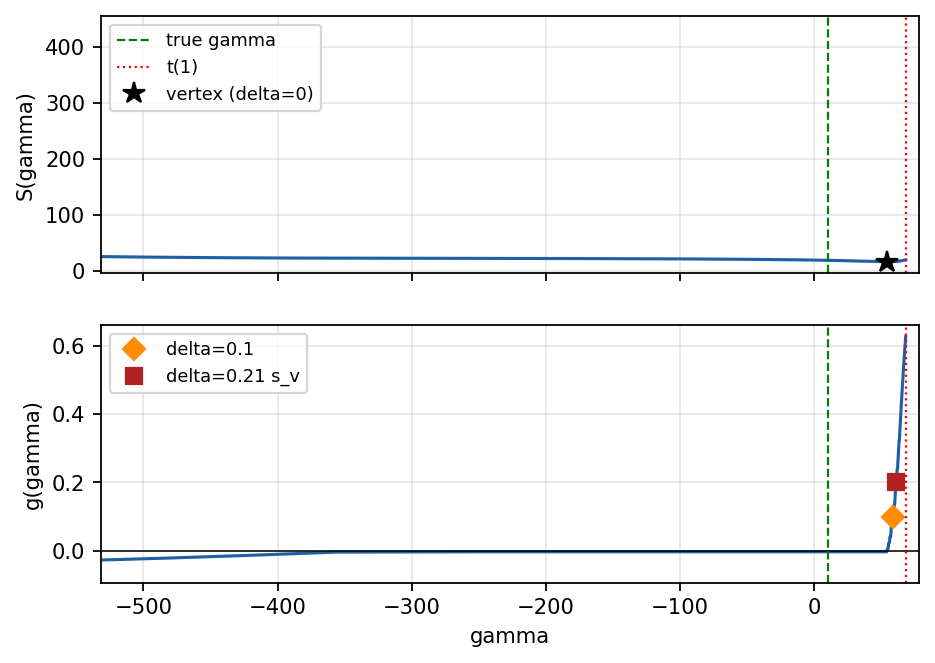 400
300
200
100
0
S(gamma)
true gamma
t(1)
vertex (delta=0)
0.6
0.4
0.2
0.0
g(gamma)
delta=0.1
delta=0.21 s_v
−500 −400 −300 −200 −100 0
gamma